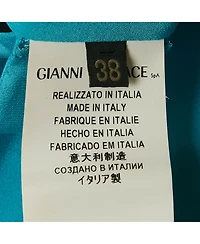 GIANNI ACE SpA
38
REALIZZATO IN ITALIA
MADE IN ITALY
FABRIQUE EN ITALIE
HECHO EN ITALIA
FABRICADO EM ITALIA
意大利制造
СОЗДАНО В ИТАЛИИ
イタリア製